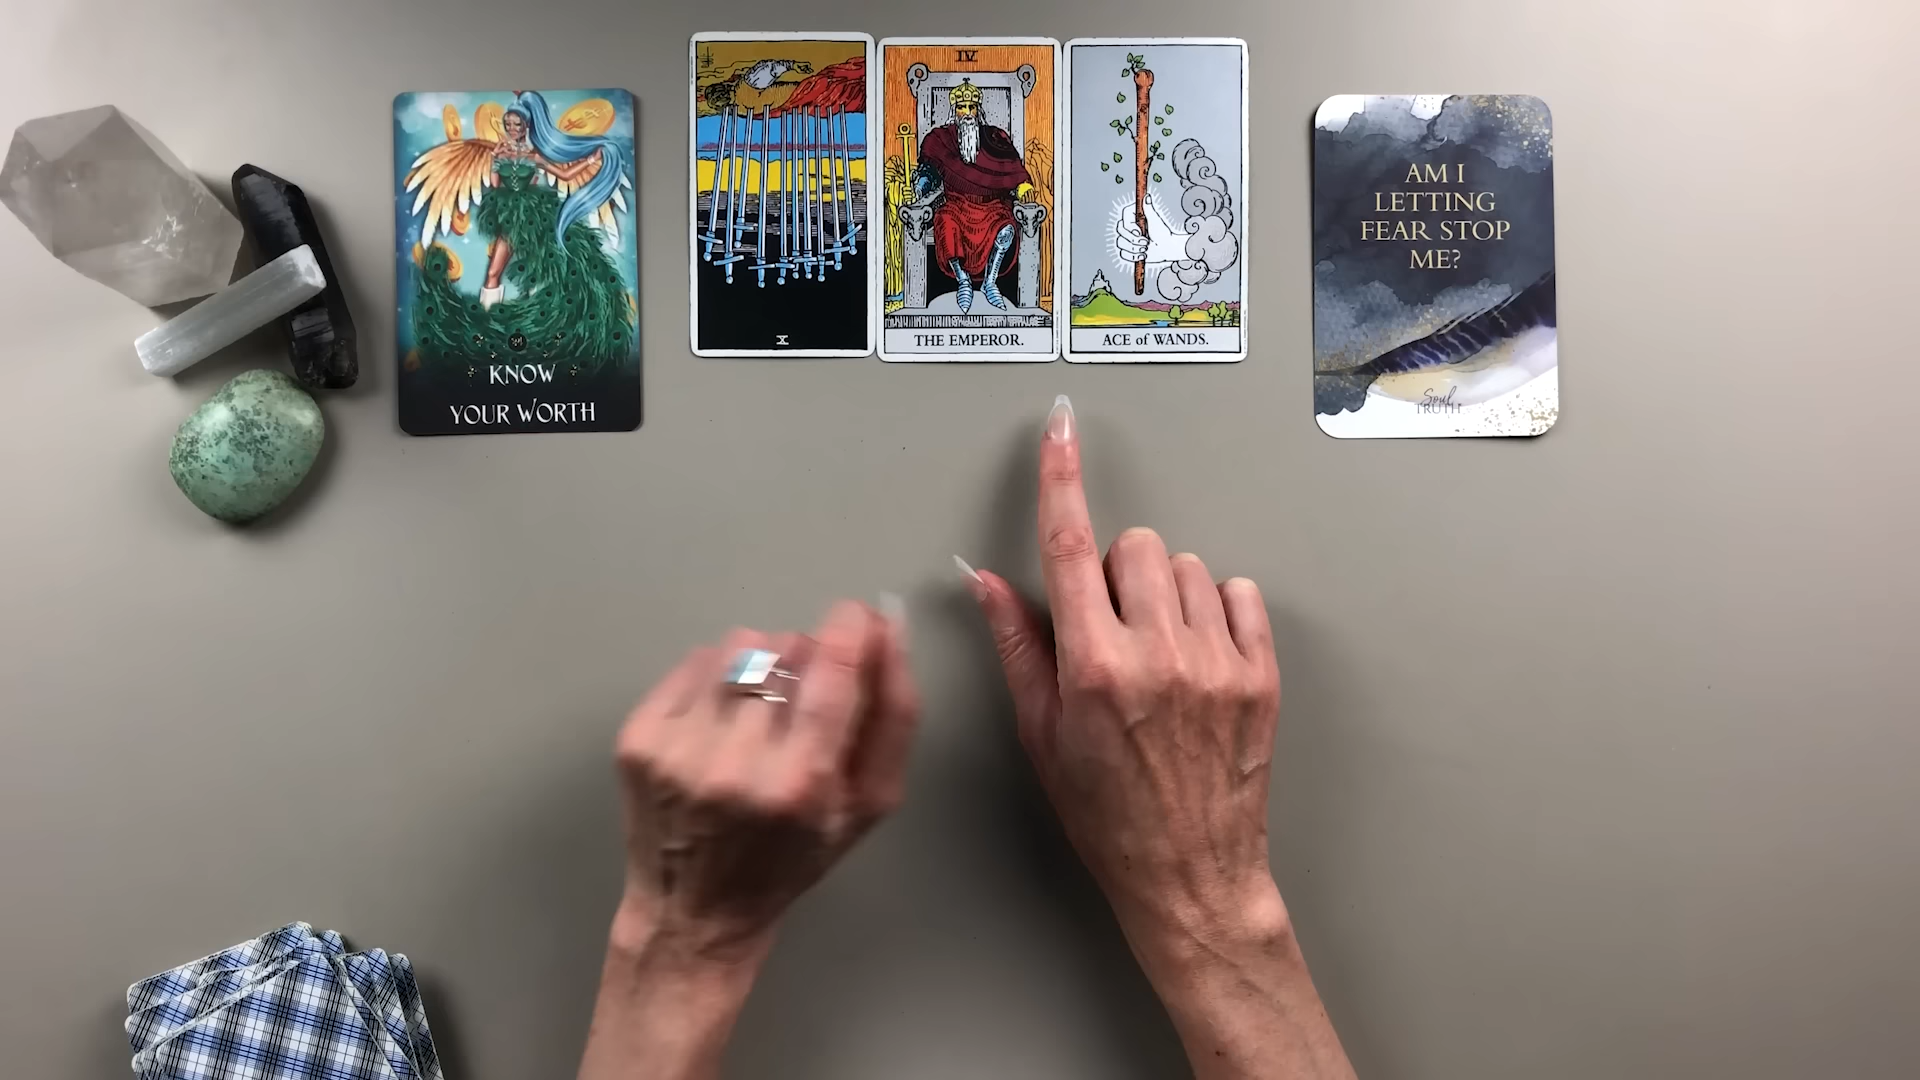 KNOW
YOUR WORTH
X
IV
THE EMPEROR.
ACE of WANDS.
AM I
LETTING
FEAR STOP
ME?
Soul
TRUTH